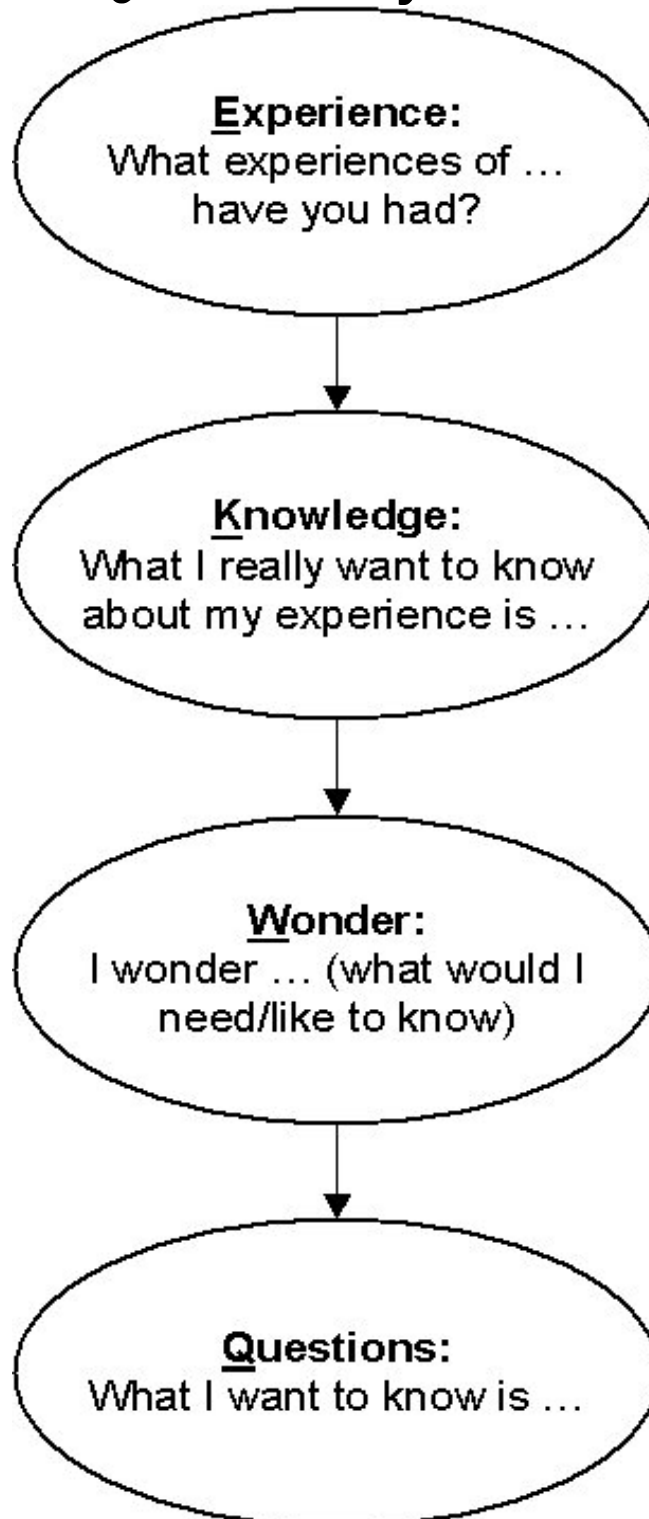 Experience:
What experiences of ...
have you had?
Knowledge:
What I really want to know
about my experience is ...
Wonder:
I wonder ... (what would I
need/like to know)
Questions:
What I want to know is ...